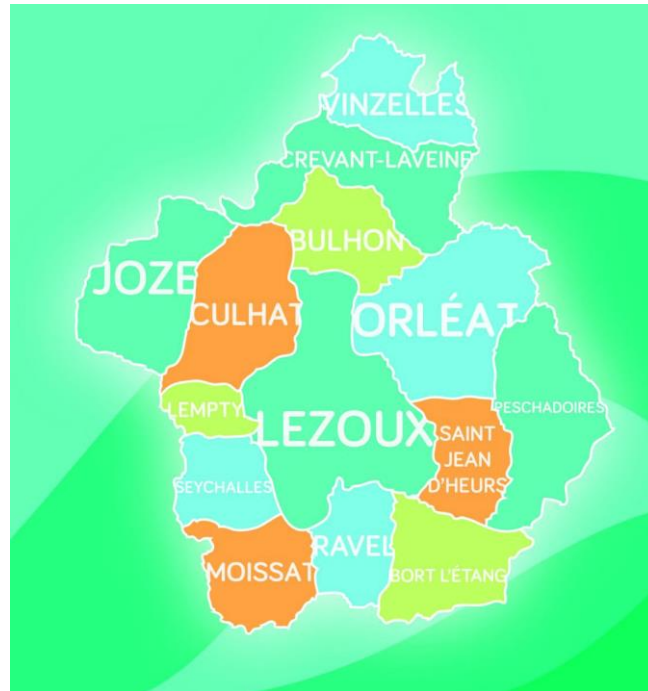 VINZELLES
CREVANT-LAVEINE
BULHON
JOZE
CULHAT
ORLÉAT
LEMPTY
LEZOUX
PESCHADOIRES
SAINT
JEAN
D'HEURS
SEYCHALLES
RAVEL
MOISSAT
BORT L'ÉTANG